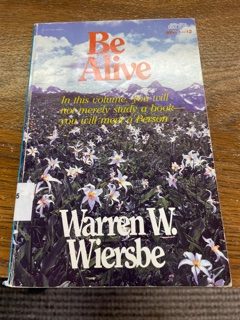 Be
Alive
In this volume, you will
not merely study a book—
you will meet a Person
Warren W.
Wiersbe